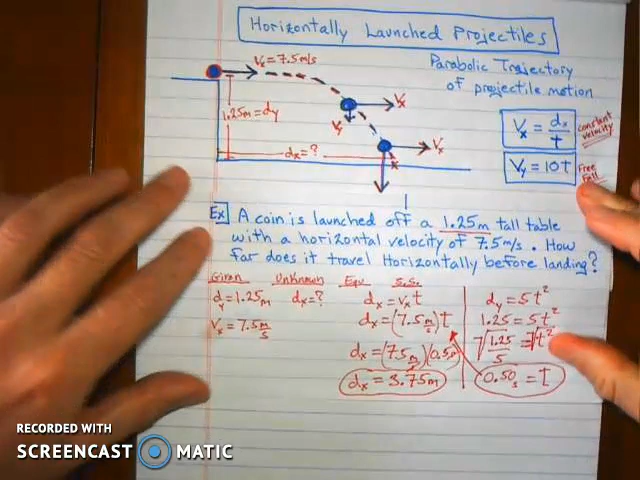 Horizontally Launched Projectiles
Vx = 7.5 m/s
Parabolic Trajectory
of projectile motion
1.25m = dy
Vx
Vy
dx = ?
Vx
Vx = dx/t
constant velocity
Vy = 10t
Free Fall
Ex A coin is launched off a 1.25m tall table
with a horizontal velocity of 7.5 m/s. How
far does it travel Horizontally before landing?
Given Unknown Equ S.S.
dy = 1.25m dx = ? dx = Vx t dy = 5t²
Vx = 7.5 m/s dx = (7.5 m/s) t 1.25 = 5t²
dx = (7.5 m/s)(0.5s) √1.25/5 = √t²
dx = 3.75m 0.50s = t
RECORDED WITH
SCREENCAST MATIC